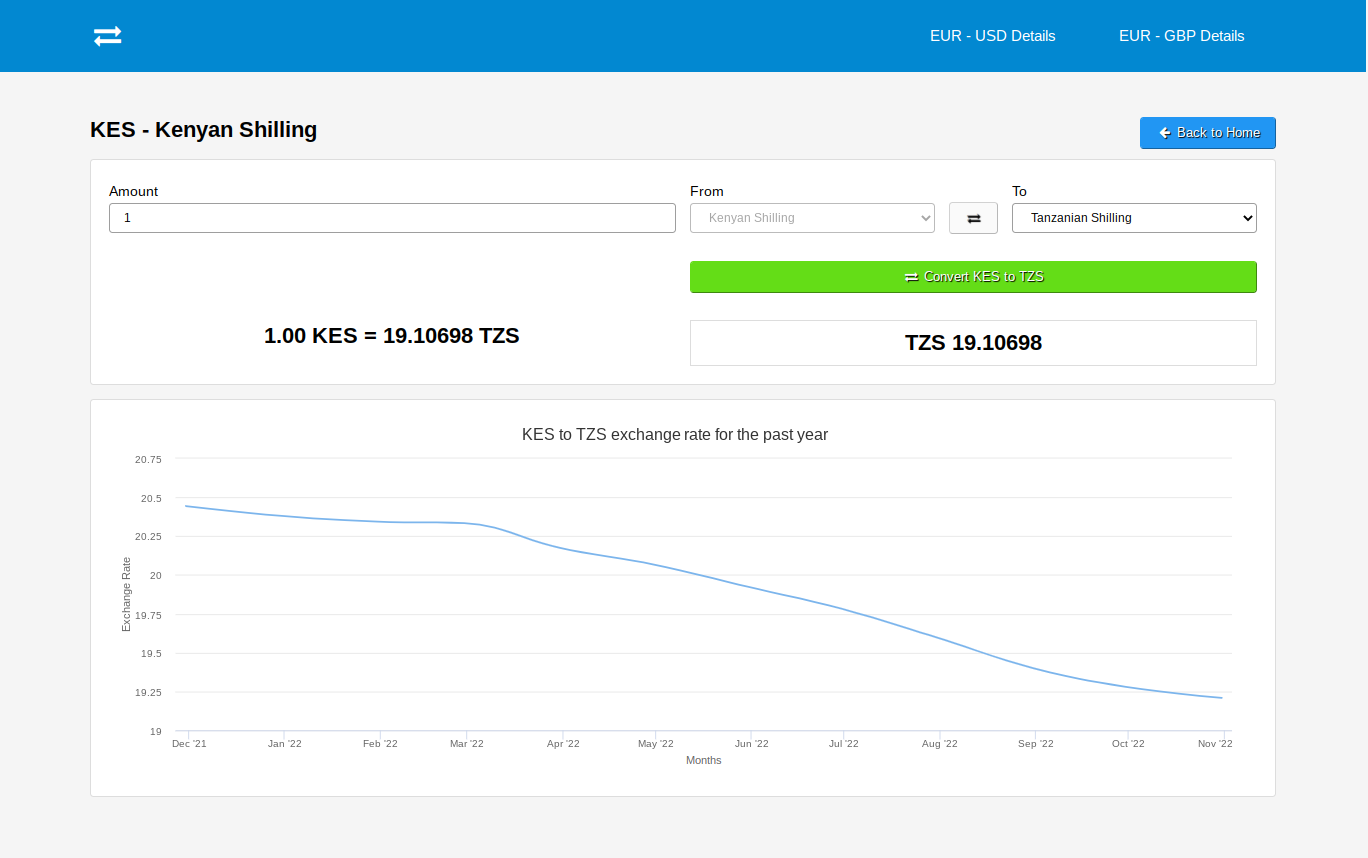 EUR - USD Details
EUR - GBP Details
KES - Kenyan Shilling
Back to Home
Amount
From
To
1
Kenyan Shilling
Tanzanian Shilling
Convert KES to TZS
1.00 KES = 19.10698 TZS
TZS 19.10698
KES to TZS exchange rate for the past year
Exchange Rate
20.75
20.5
20.25
20
19.75
19.5
19.25
19
Dec '21
Jan '22
Feb '22
Mar '22
Apr '22
May '22
Jun '22
Jul '22
Aug '22
Sep '22
Oct '22
Nov '22
Months